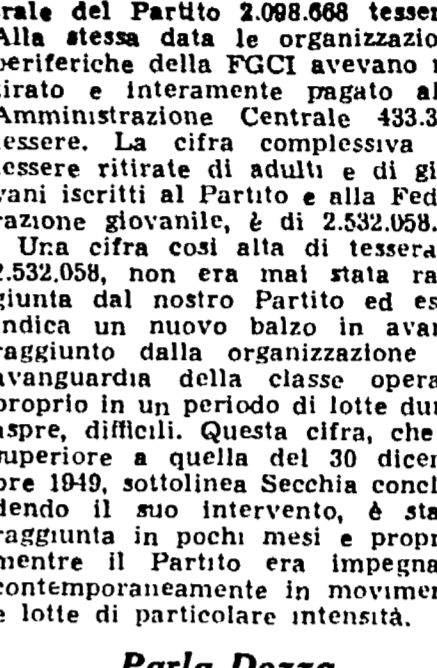 rale del Partito 2.098.668 tesser
Alla stessa data le organizzazio
periferiche della FGCI avevano r
tirato e interamente pagato al
Amministrazione Centrale 433.3
tessere. La cifra complessiva
tessere ritirate di adulti e di gi
vani iscritti al Partito e alla Fed
razione giovanile, è di 2.532.058.
Una cifra così alta di tessera
2.532.058, non era mai stata ra
giunta dal nostro Partito ed es
indica un nuovo balzo in avan
raggiunto dalla organizzazione
avanguardia della classe opera
proprio in un periodo di lotte dur
aspre, difficili. Questa cifra, che
superiore a quella del 30 dicem
bre 1949, sottolinea Secchia concl
dendo il suo intervento, è sta
raggiunta in pochi mesi e propr
mentre il Partito era impegna
contemporaneamente in movimen
e lotte di particolare intensità.
Parla Dozza